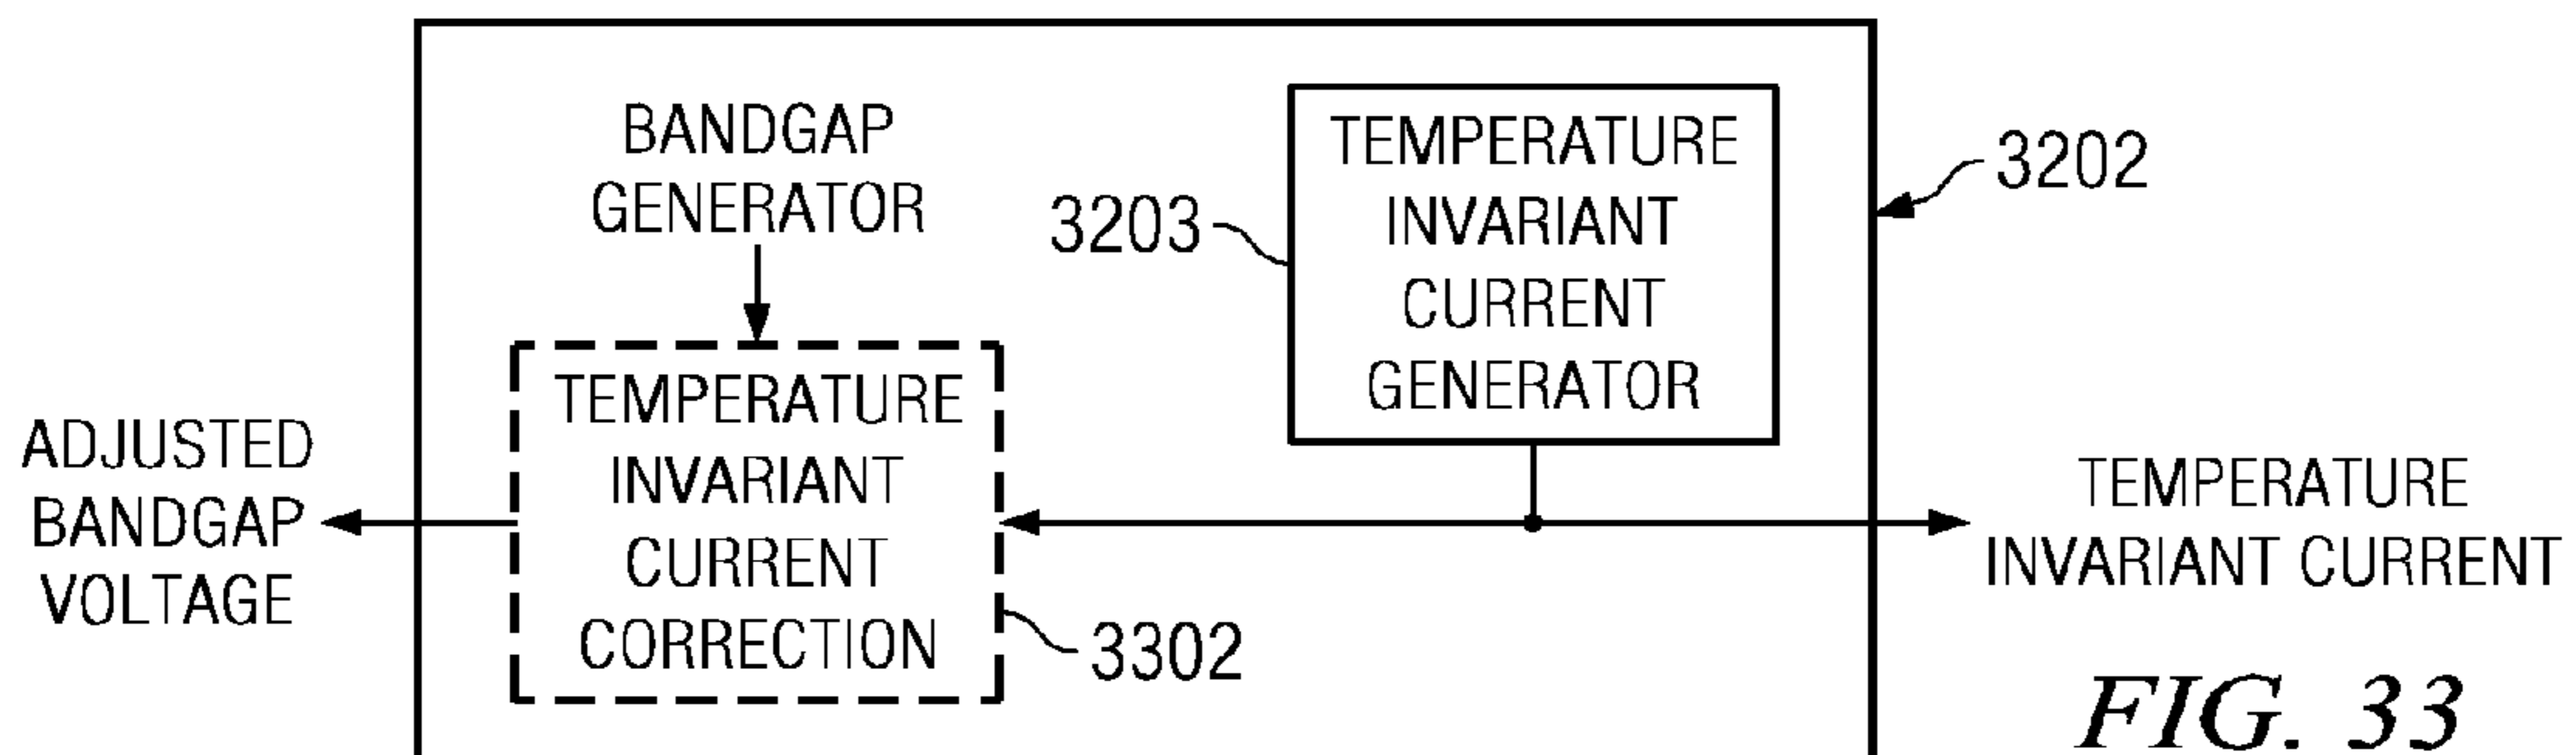 BANDGAP
GENERATOR
TEMPERATURE
INVARIANT
CURRENT
GENERATOR
3202
3203
TEMPERATURE
INVARIANT
CURRENT
CORRECTION
3302
ADJUSTED
BANDGAP
VOLTAGE
TEMPERATURE
INVARIANT CURRENT
FIG. 33